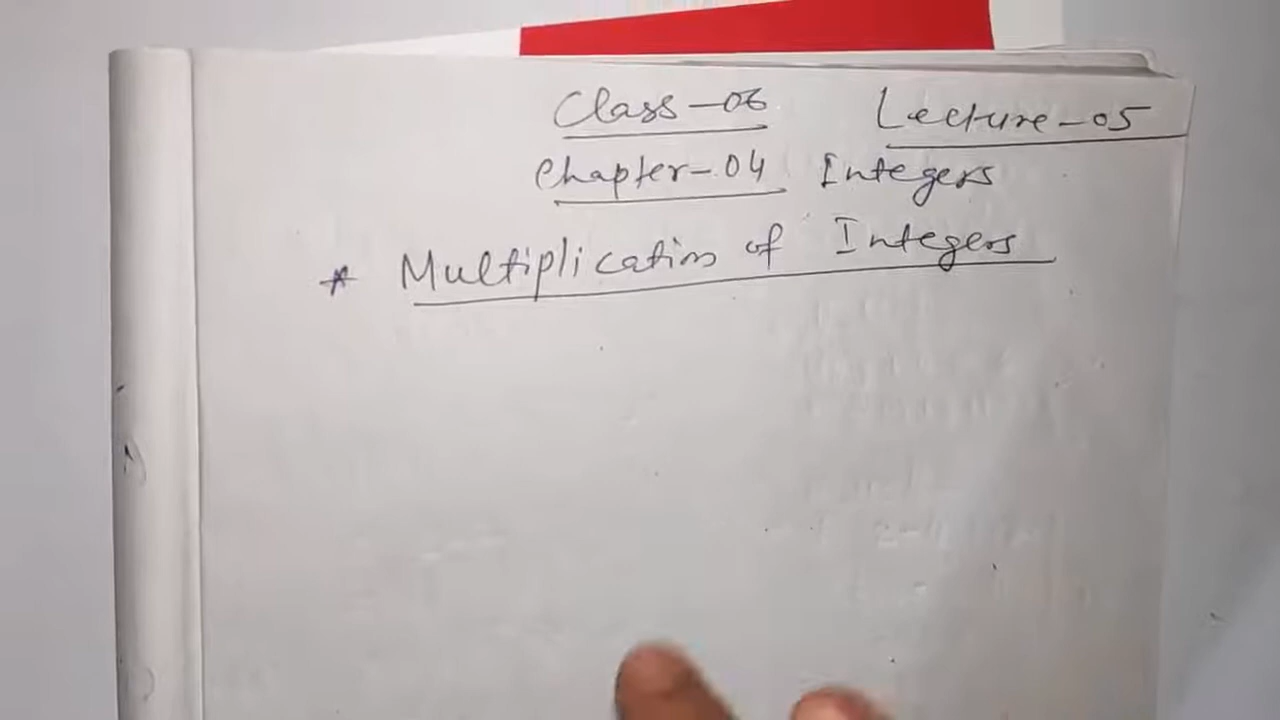 Class-06 Lecture-05
Chapter-04 Integers
* Multiplication of Integers